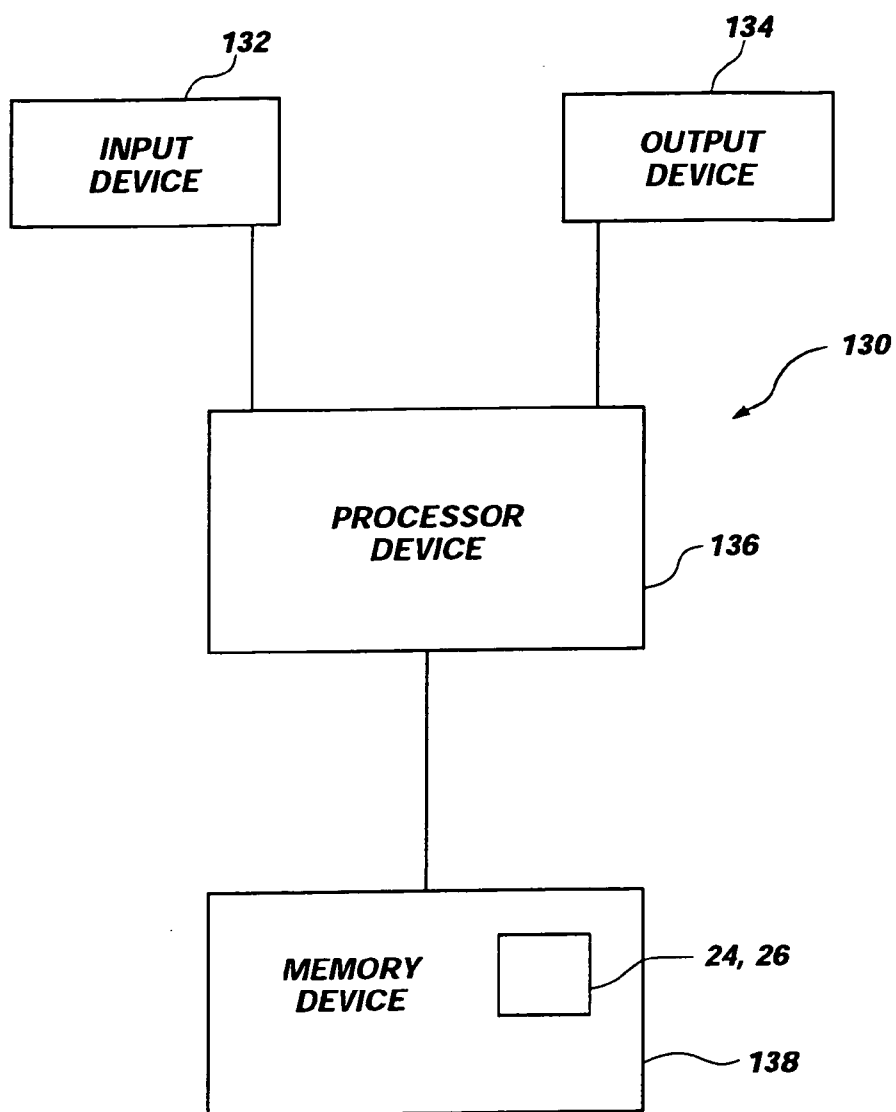 132
134
INPUT
DEVICE
OUTPUT
DEVICE
130
PROCESSOR
DEVICE
136
MEMORY
DEVICE
24, 26
138